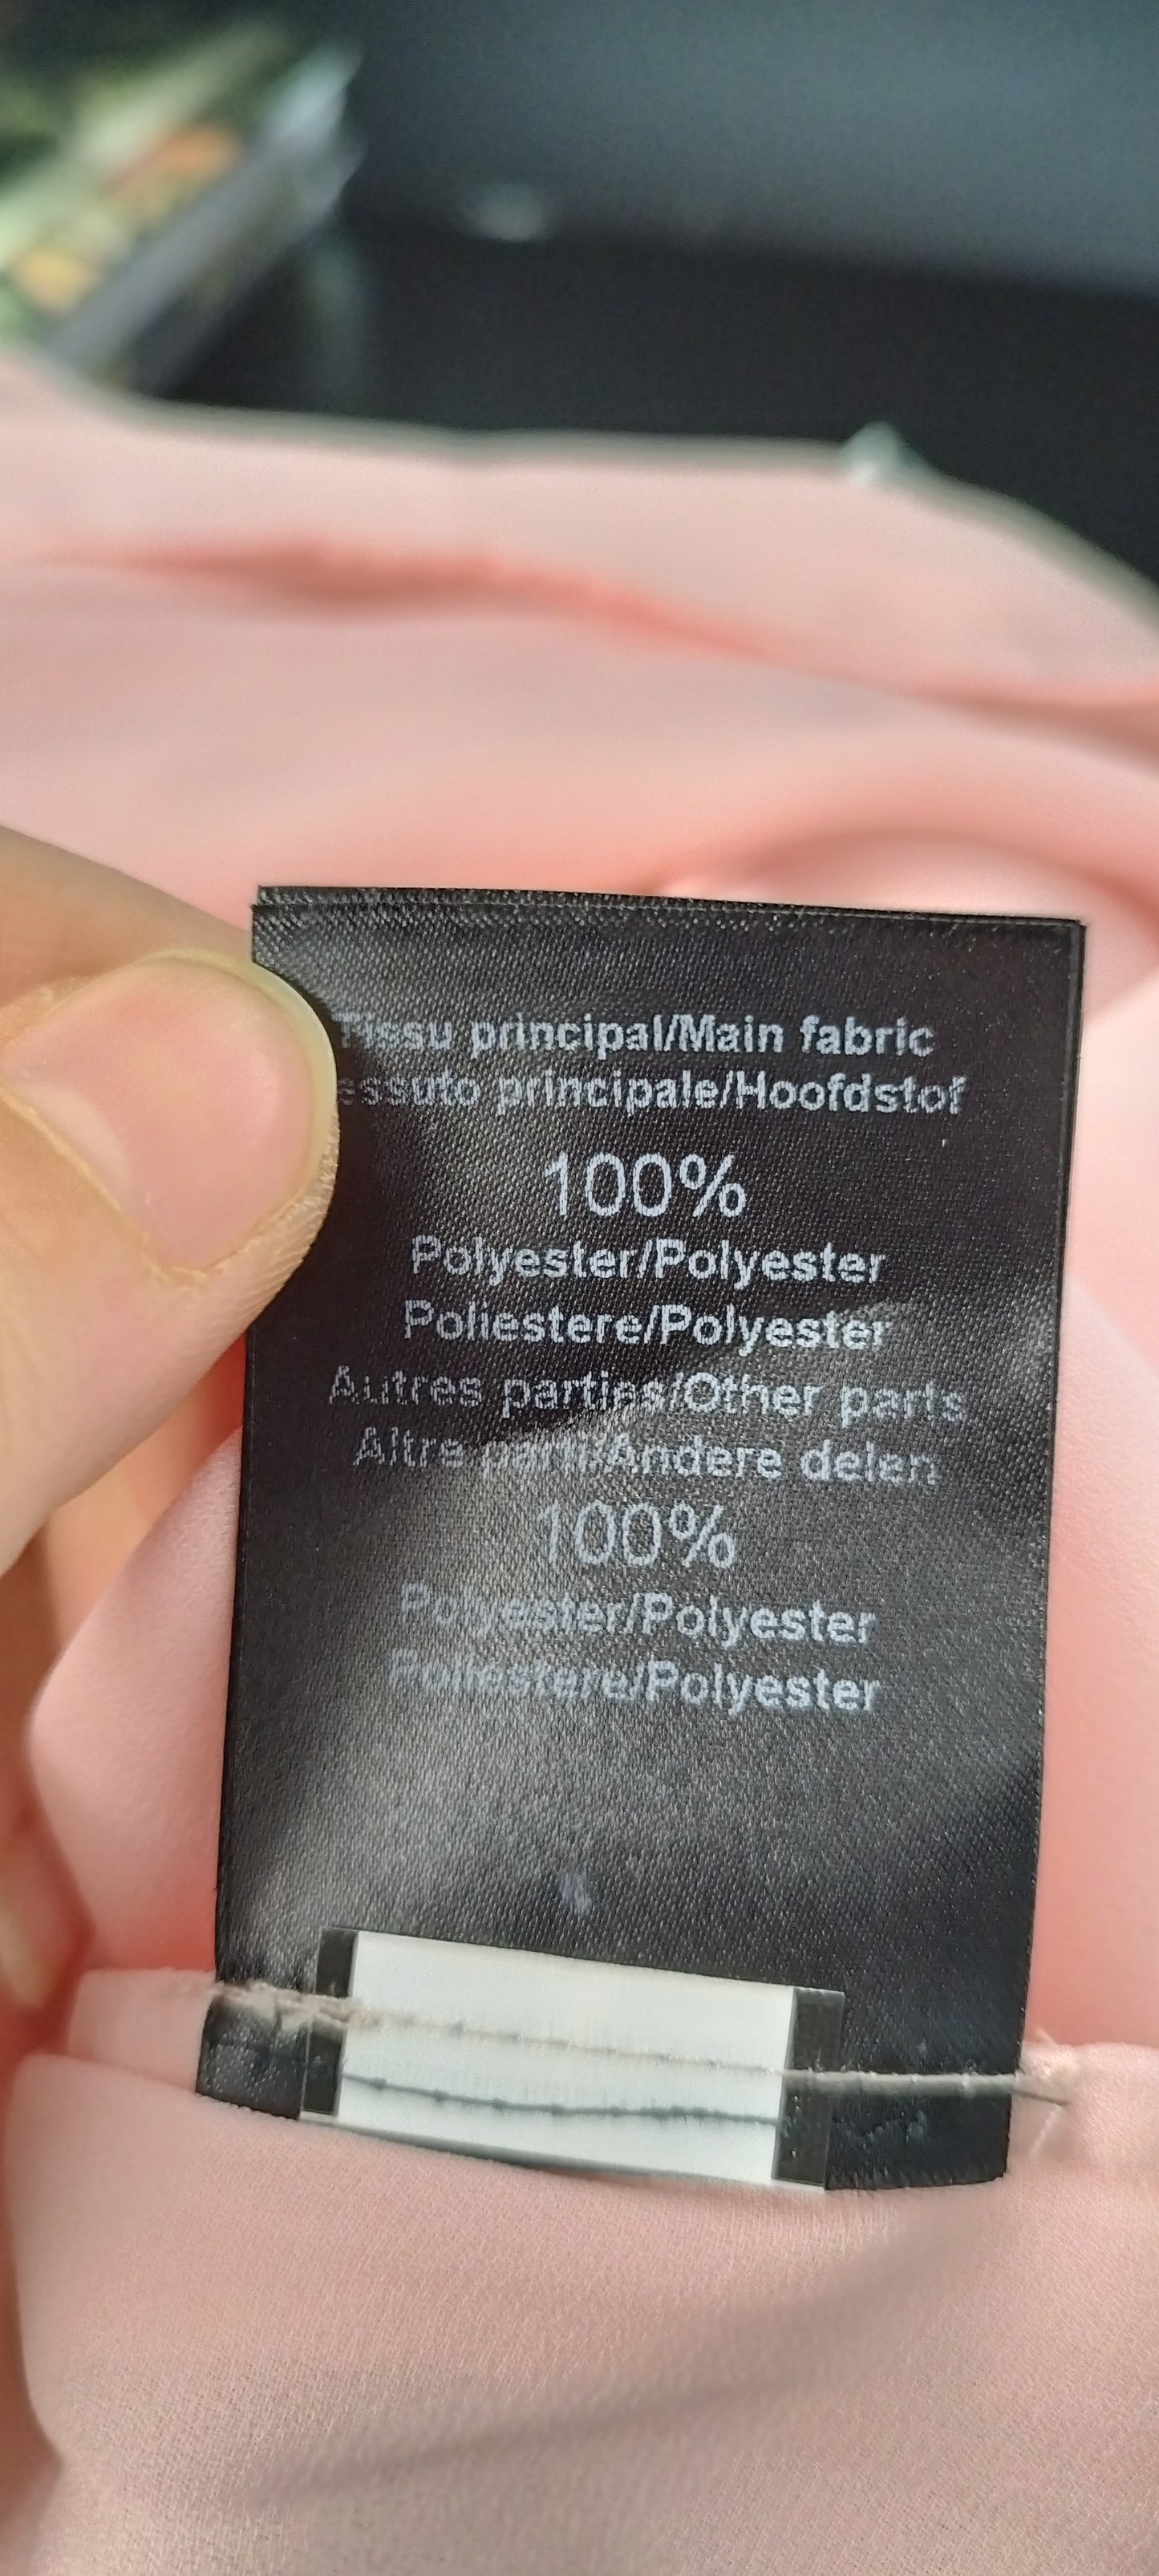 Tissu principal/Main fabric
essuto principale/Hoofdstof
100%
Polyester/Polyester
Poliestere/Polyester
Autres parties/Other parts
Altre parti/Andere delen
100%
Polyester/Polyester
Poliestere/Polyester